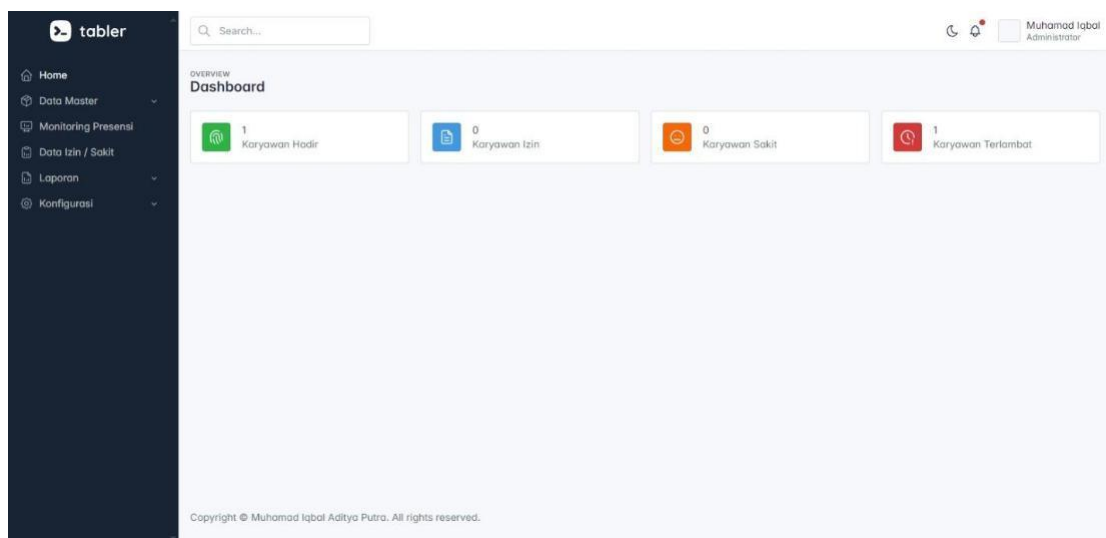 tabler
Search...
Muhamad Iqbal
Administrator
Home
Data Master
Monitoring Presensi
Data Izin / Sakit
Laporan
Konfigurasi
OVERVIEW
Dashboard
1
Karyawan Hadir
0
Karyawan Izin
0
Karyawan Sakit
1
Karyawan Terlambat
Copyright © Muhamad Iqbal Aditya Putra. All rights reserved.